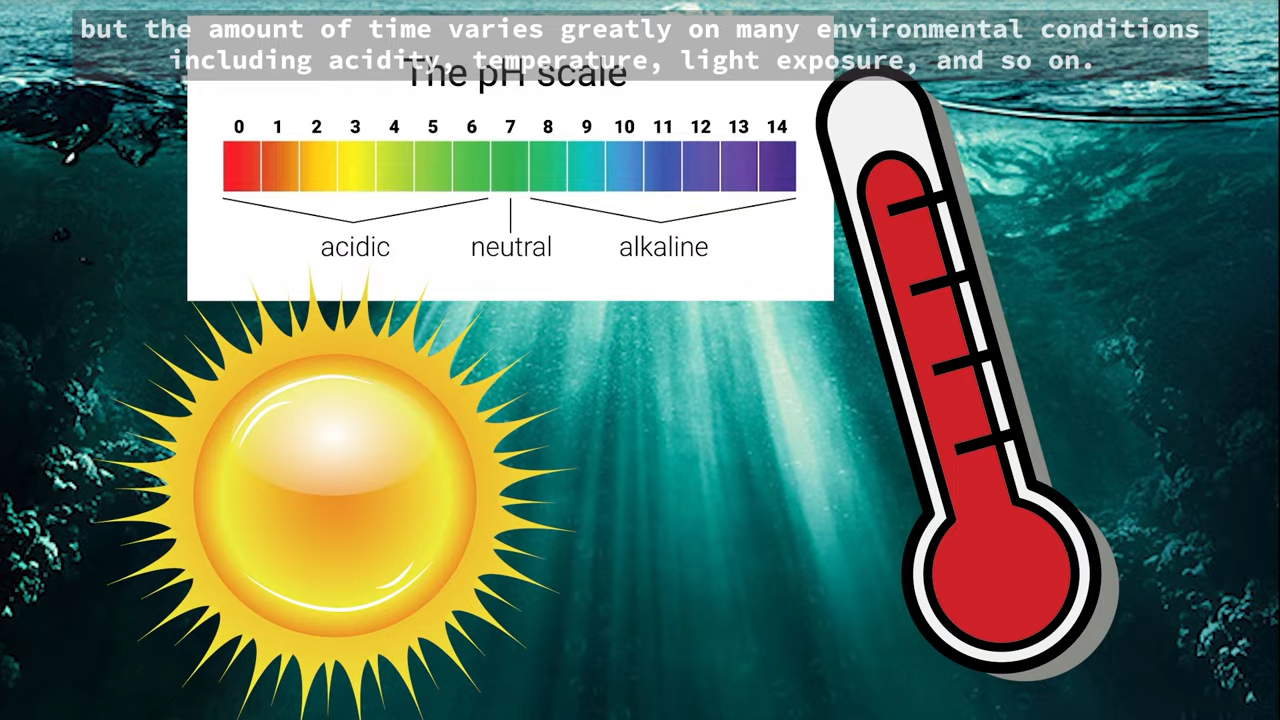 but the amount of time varies greatly on many environmental conditions
including acidity, temperature, light exposure, and so on.
The pH scale
0 1 2 3 4 5 6 7 8 9 10 11 12 13 14
acidic neutral alkaline